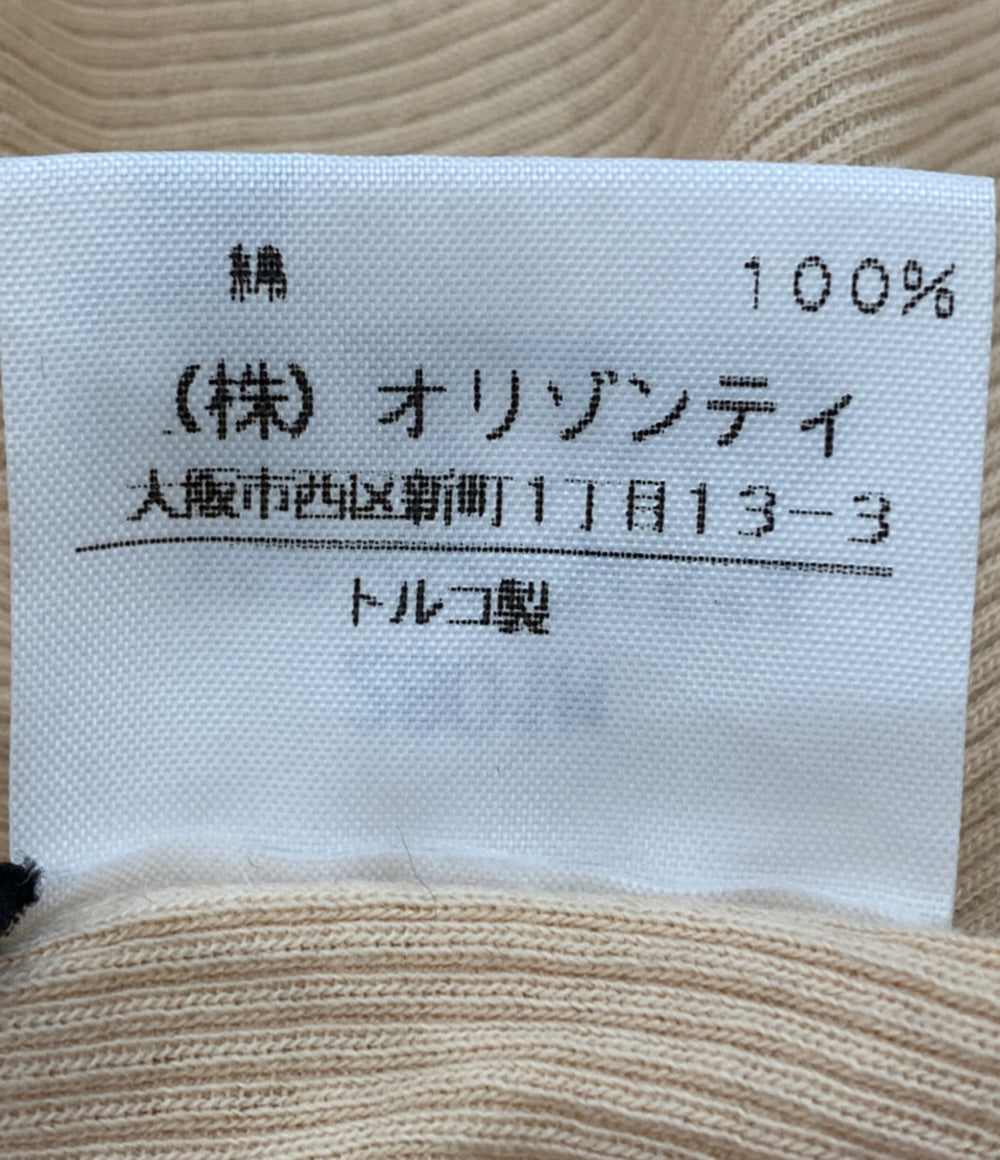 綿 100%
(株) オリゾンティ
大阪市西区新町1丁目13-3
トルコ製